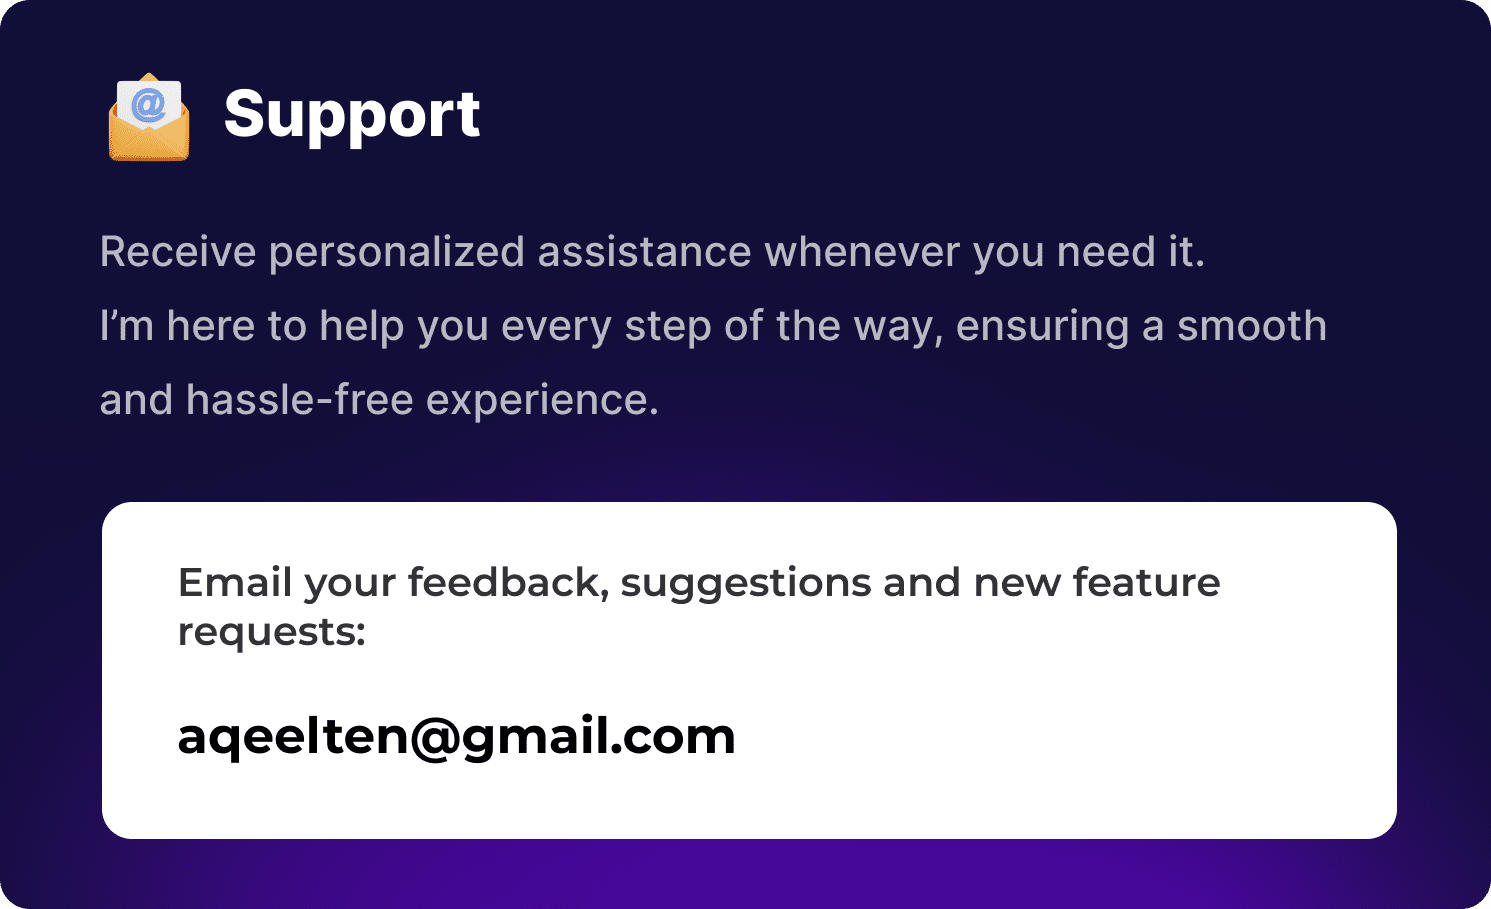 @
Support
Receive personalized assistance whenever you need it.
I’m here to help you every step of the way, ensuring a smooth
and hassle-free experience.
Email your feedback, suggestions and new feature
requests:
aqeelten@gmail.com